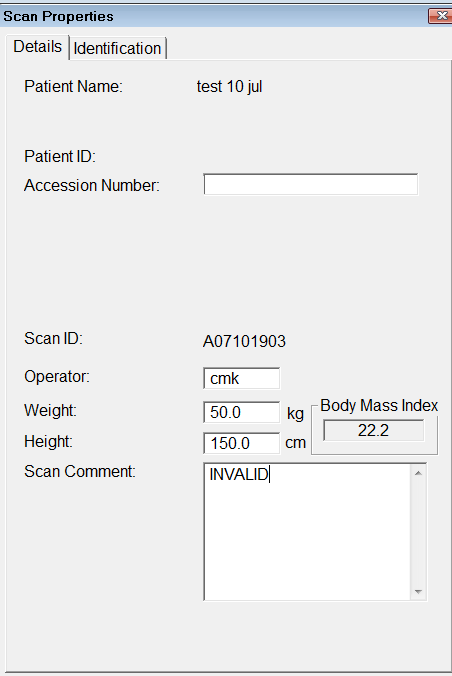 Scan Properties
Details Identification
Patient Name: test 10 jul
Patient ID:
Accession Number:
Scan ID: A07101903
Operator: cmk
Weight: 50.0 kg Body Mass Index
22.2
Height: 150.0 cm
Scan Comment: INVALID